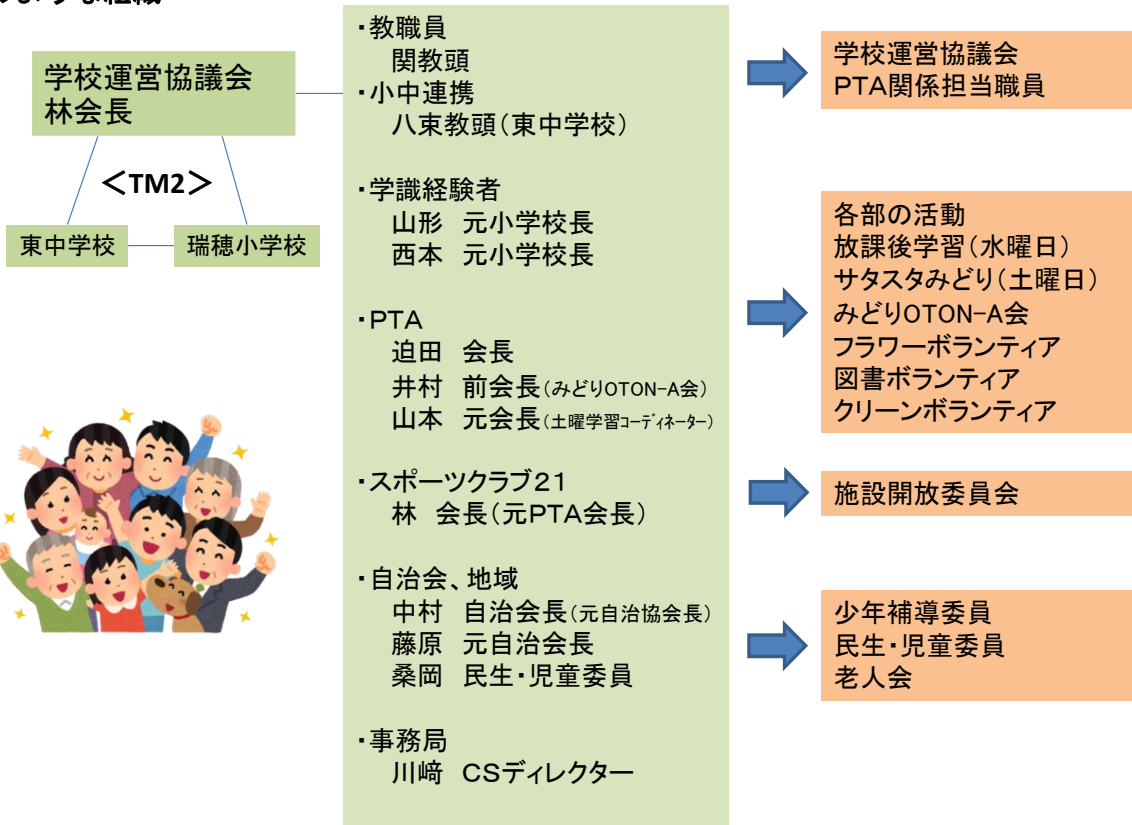 学校運営協議会
林会長
<TM2>
東中学校
瑞穂小学校
・教職員
関教頭
・小中連携
八束教頭(東中学校)
・学識経験者
山形 元小学校長
西本 元小学校長
・PTA
迫田 会長
井村 前会長(みどりOTON-A会)
山本 元会長(土曜学習コーディネーター)
・スポーツクラブ21
林 会長(元PTA会長)
・自治会、地域
中村 自治会長(元自治協会長)
藤原 元自治会長
桑岡 民生・児童委員
・事務局
川﨑 CSディレクター
学校運営協議会
PTA関係担当職員
各部の活動
放課後学習(水曜日)
サタスタみどり(土曜日)
みどりOTON-A会
フラワーボランティア
図書ボランティア
クリーンボランティア
施設開放委員会
少年補導委員
民生・児童委員
老人会